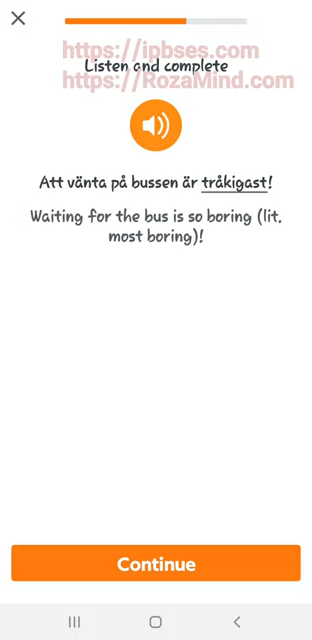 https://ipbses.com
Listen and complete
https://RozaMind.com
Att vänta på bussen är tråkigast!
Waiting for the bus is so boring (lit.
most boring)!
Continue